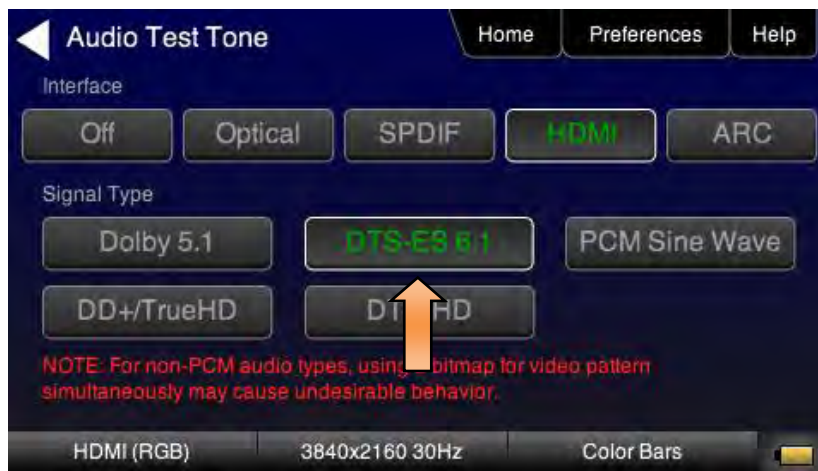 Audio Test Tone Home Preferences Help
Interface
Off Optical SPDIF HDMI ARC
Signal Type
Dolby 5.1 DTS-ES 6.1 PCM Sine Wave
DD+/TrueHD
NOTE: For non-PCM audio types, using bitmap for video pattern
simultaneously may cause undesirable behavior.
HDMI (RGB) 3840x2160 30Hz Color Bars